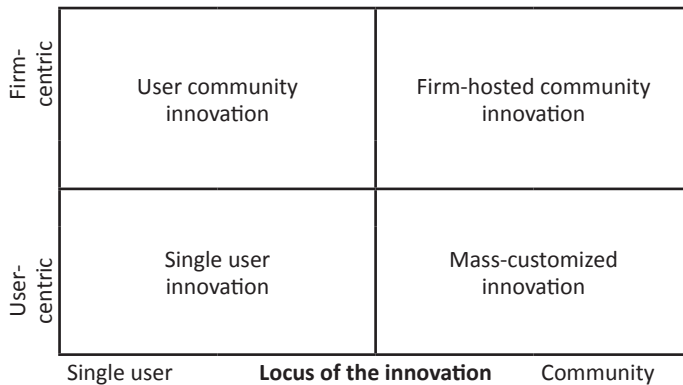 Firm-
centric
User community
innovation
Firm-hosted community
innovation
User-
centric
Single user
innovation
Mass-customized
innovation
Single user
Locus of the innovation
Community